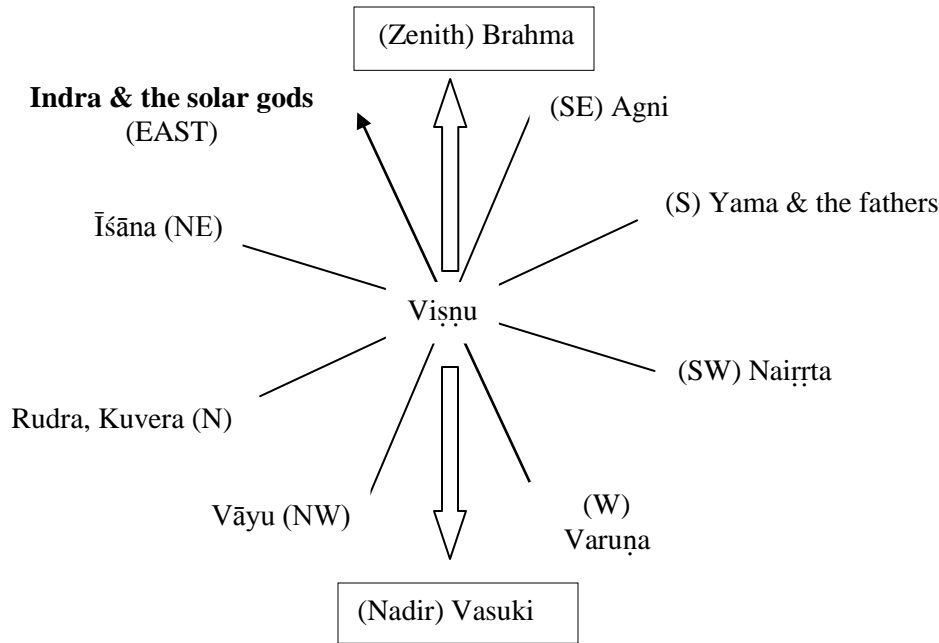 (Zenith) Brahma
Indra & the solar gods
(EAST)
(SE) Agni
(S) Yama & the fathers
Īśāna (NE)
Viṣṇu
(SW) Nairṛṭa
Rudra, Kuvera (N)
Vāyu (NW)
(W)
Varuṇa
(Nadir) Vasuki